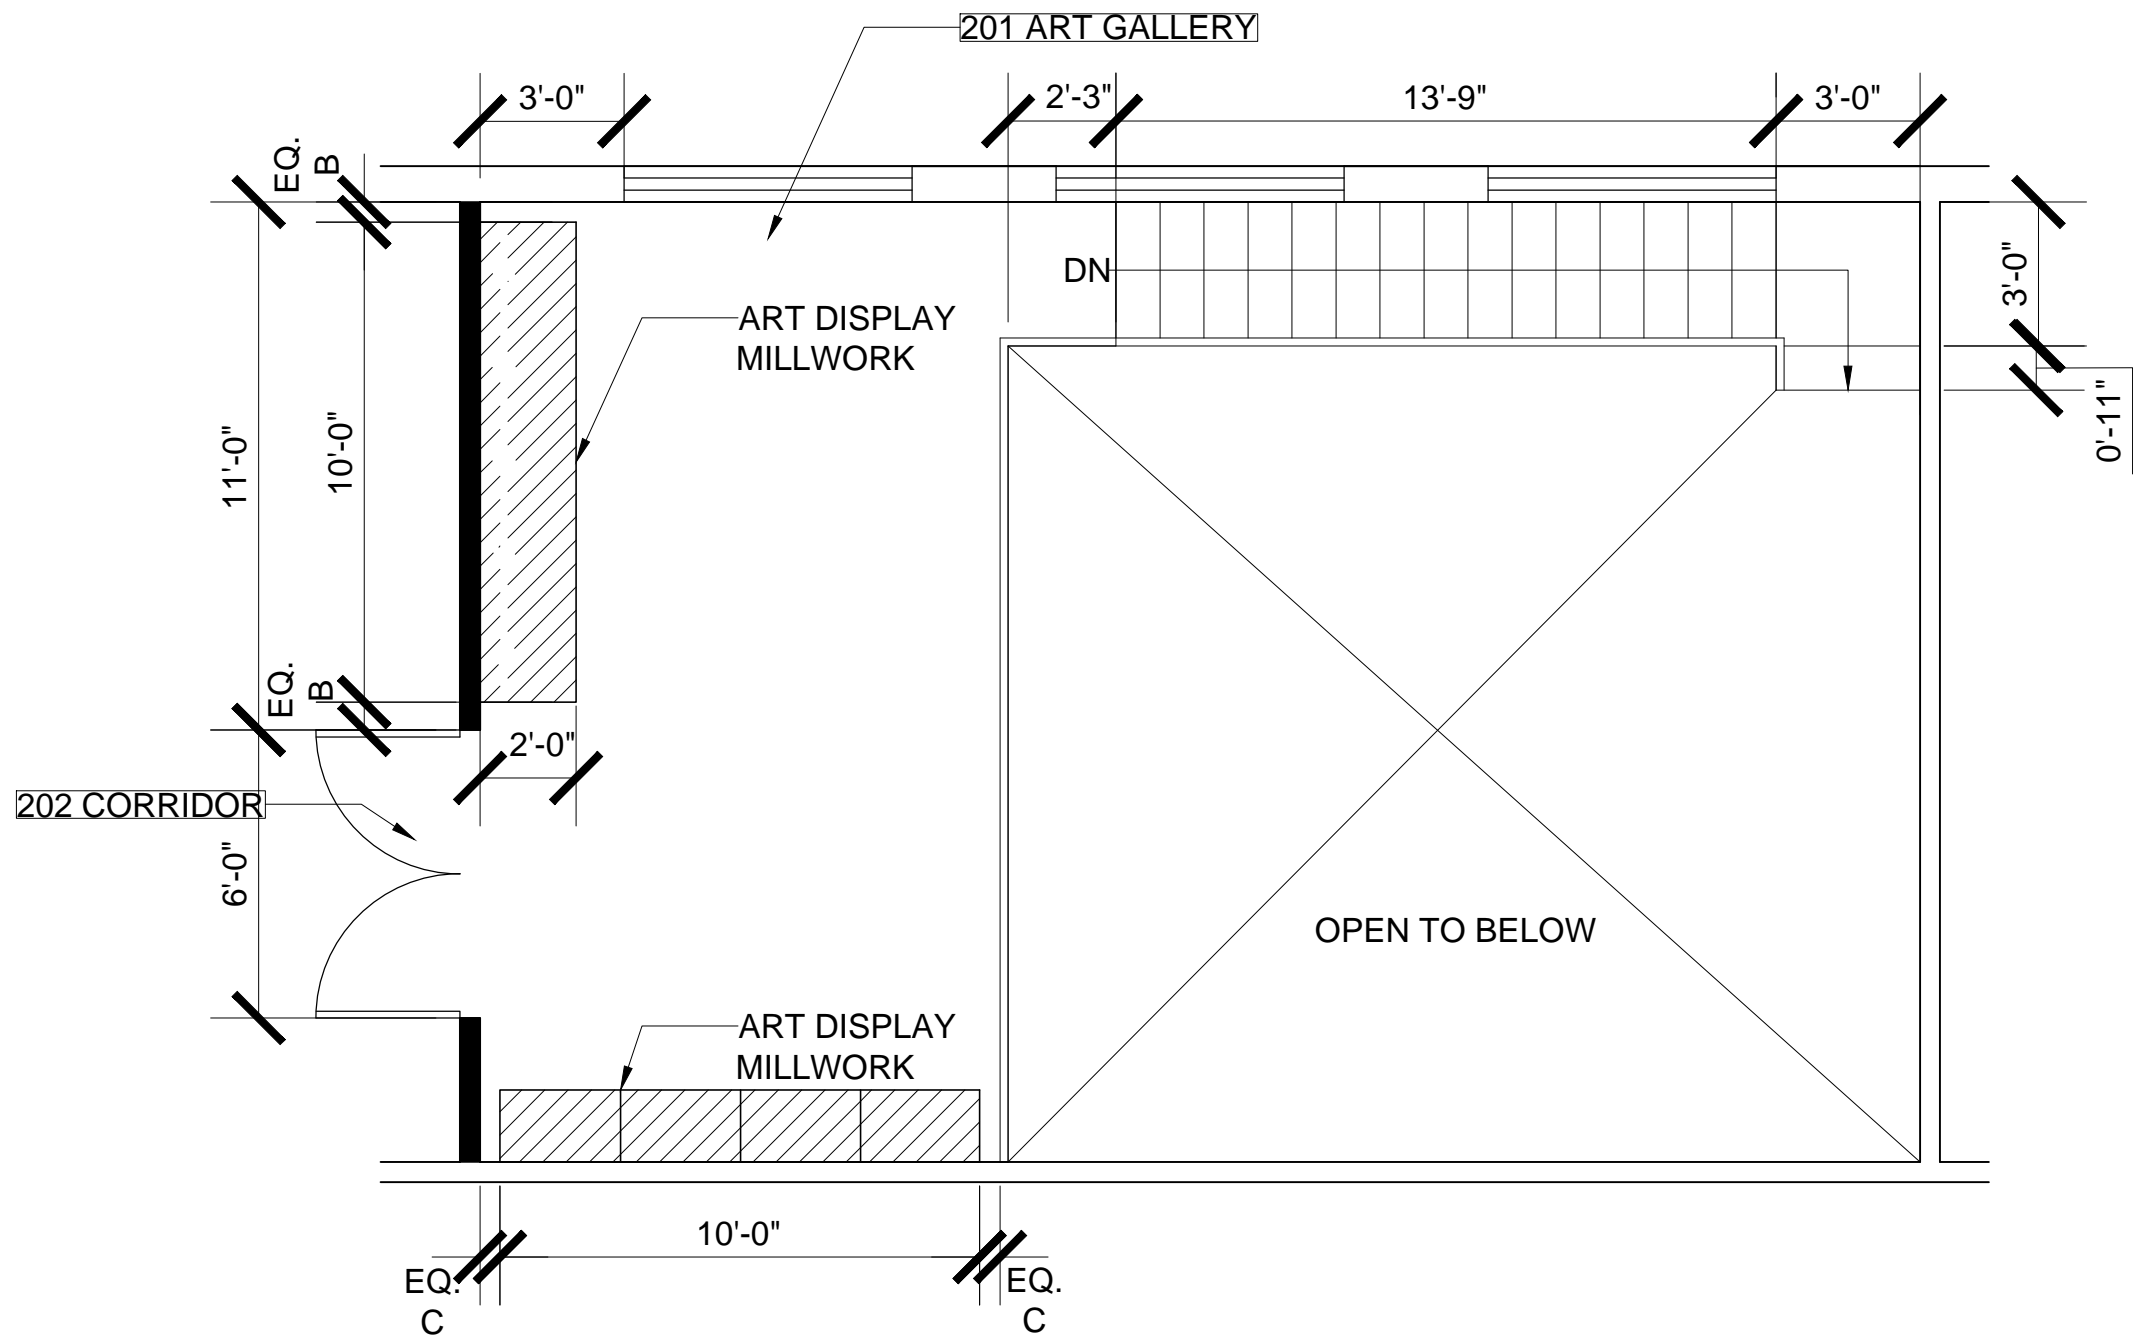 201 ART GALLERY
3'-0"
2'-3"
13'-9"
3'-0"
EQ.
B
DN
3'-0"
ART DISPLAY
MILLWORK
0'-11"
11'-0"
10'-0"
EQ.
B
2'-0"
202 CORRIDOR
6'-0"
OPEN TO BELOW
ART DISPLAY
MILLWORK
10'-0"
EQ.
C
EQ.
C